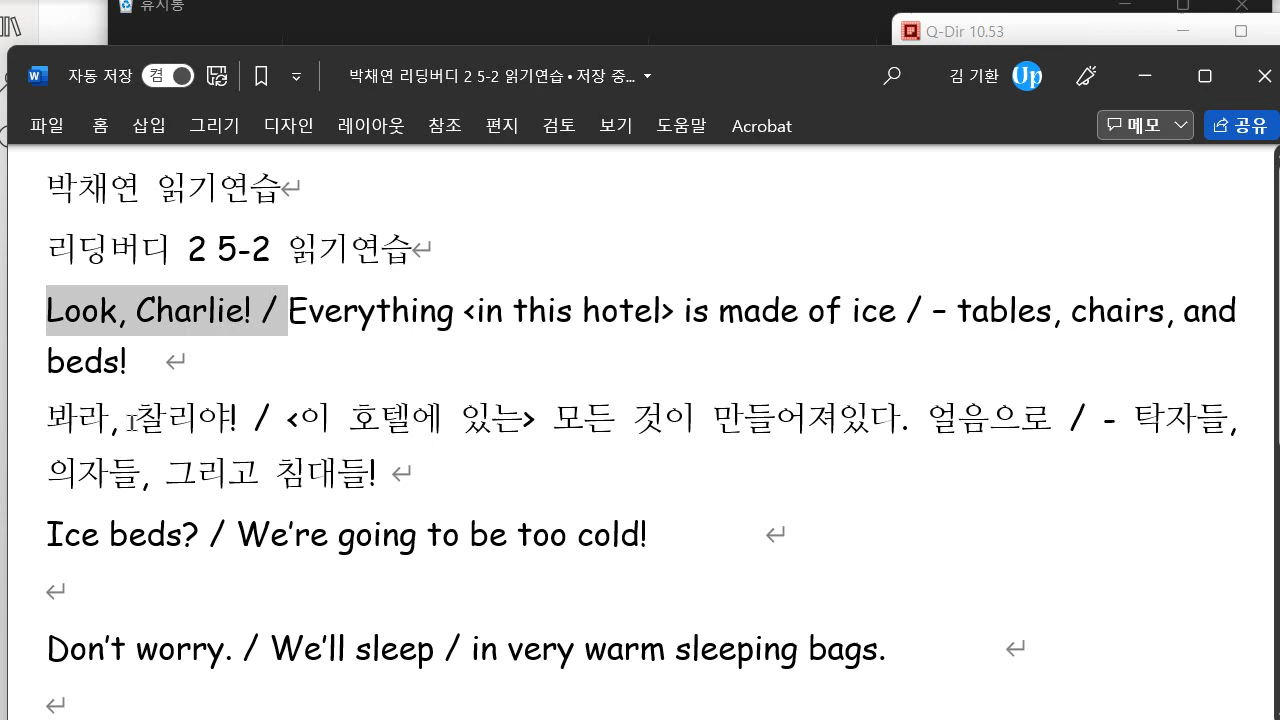 유지통
Q-Dir 10.53
자동 저장 켬 박채연 리딩버디 2 5-2 읽기연습 • 저장 중... 김 기환 Up
파일 홈 삽입 그리기 디자인 레이아웃 참조 편지 검토 보기 도움말 Acrobat 메모 공유
박채연 읽기연습
리딩버디 2 5-2 읽기연습
Look, Charlie! / Everything <in this hotel> is made of ice / – tables, chairs, and
beds!
봐라, 찰리야! / <이 호텔에 있는> 모든 것이 만들어져있다. 얼음으로 / - 탁자들,
의자들, 그리고 침대들!
Ice beds? / We’re going to be too cold!
Don’t worry. / We’ll sleep / in very warm sleeping bags.